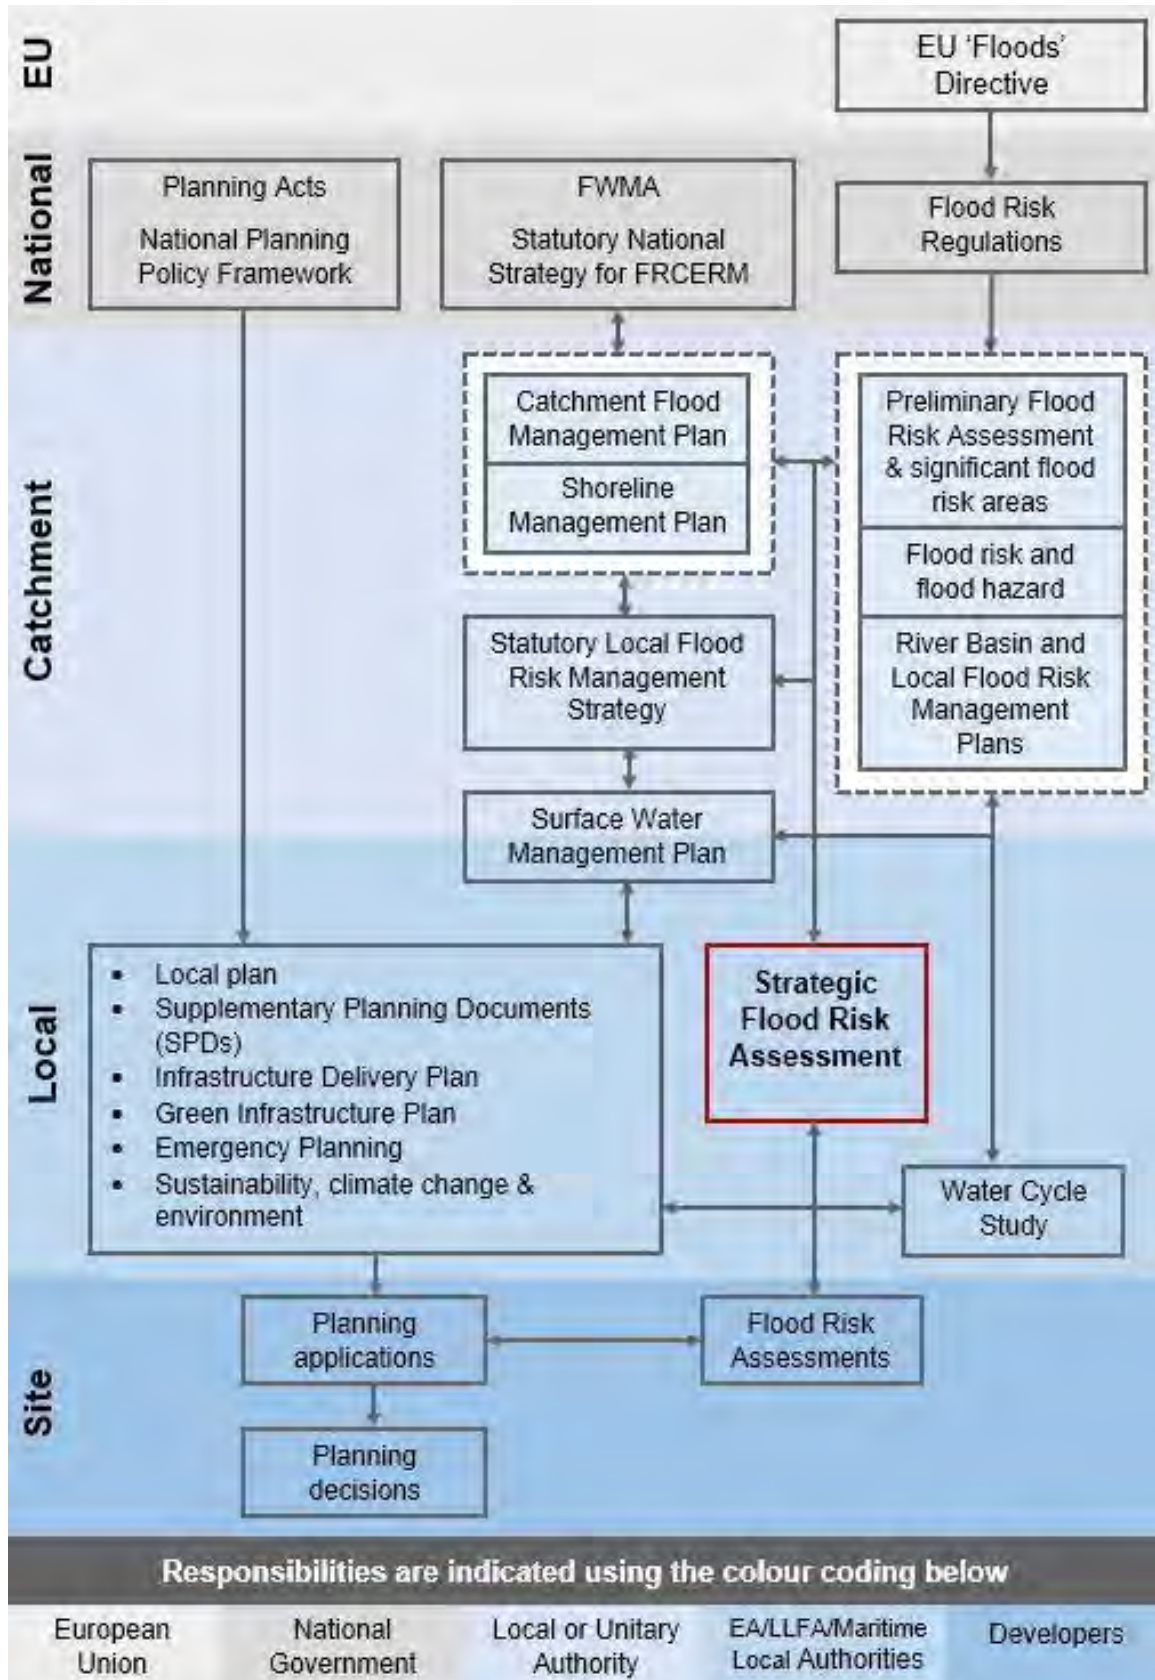 EU
EU ‘Floods’
Directive
National
Planning Acts
National Planning
Policy Framework
FWMA
Statutory National
Strategy for FRCERM
Flood Risk
Regulations
Catchment
Catchment Flood
Management Plan
Shoreline
Management Plan
Preliminary Flood
Risk Assessment
& significant flood
risk areas
Flood risk and
flood hazard
River Basin and
Local Flood Risk
Management
Plans
Statutory Local Flood
Risk Management
Strategy
Surface Water
Management Plan
Local
• Local plan
• Supplementary Planning Documents
(SPDs)
• Infrastructure Delivery Plan
• Green Infrastructure Plan
• Emergency Planning
• Sustainability, climate change &
environment
Strategic
Flood Risk
Assessment
Water Cycle
Study
Site
Planning
applications
Flood Risk
Assessments
Planning
decisions
Responsibilities are indicated using the colour coding below
European
Union
National
Government
Local or Unitary
Authority
EA/LLFA/Maritime
Local Authorities
Developers